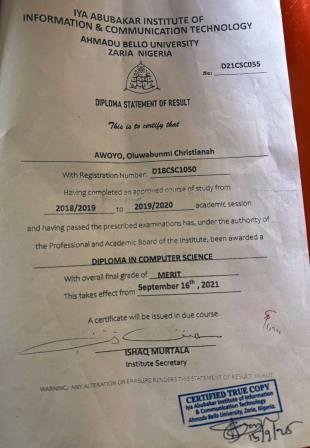 IYA ABUBAKAR INSTITUTE OF
INFORMATION & COMMUNICATION TECHNOLOGY
AHMADU BELLO UNIVERSITY
ZARIA NIGERIA
No: D21CSC055
DIPLOMA STATEMENT OF RESULT
This is to certify that
AWOYO, Oluwabunmi Christianah
With Registration Number: D18CSC1050
Having completed an approved course of study from
2018/2019 to 2019/2020 academic session
and having passed the prescribed examinations has, under the authority of
the Professional and Academic Board of the Institute, been awarded a
DIPLOMA IN COMPUTER SCIENCE
With overall final grade of MERIT
This takes effect from September 16th, 2021
A certificate will be issued in due course.
ISHAQ MURTALA
Institute Secretary
WARNING: ANY ALTERATION OR ERASURE RENDERS THIS STATEMENT OF RESULT INVALID
CERTIFIED TRUE COPY
Iya Abubakar Institute of Information
& Communication Technology
Ahmadu Bello University, Zaria, Nigeria.
15/9/25